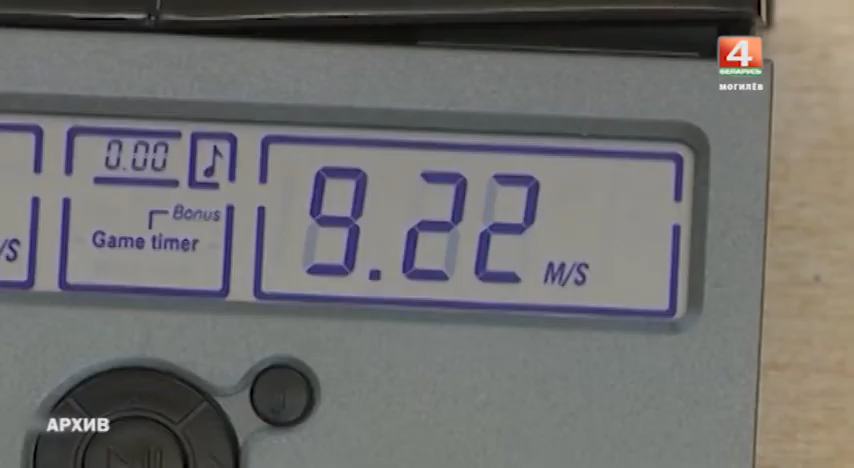 4
БЕЛАРУСЬ
МОГИЛЁВ
0.00
Bonus
Game timer
/S
9.22 M/S
АРХИВ